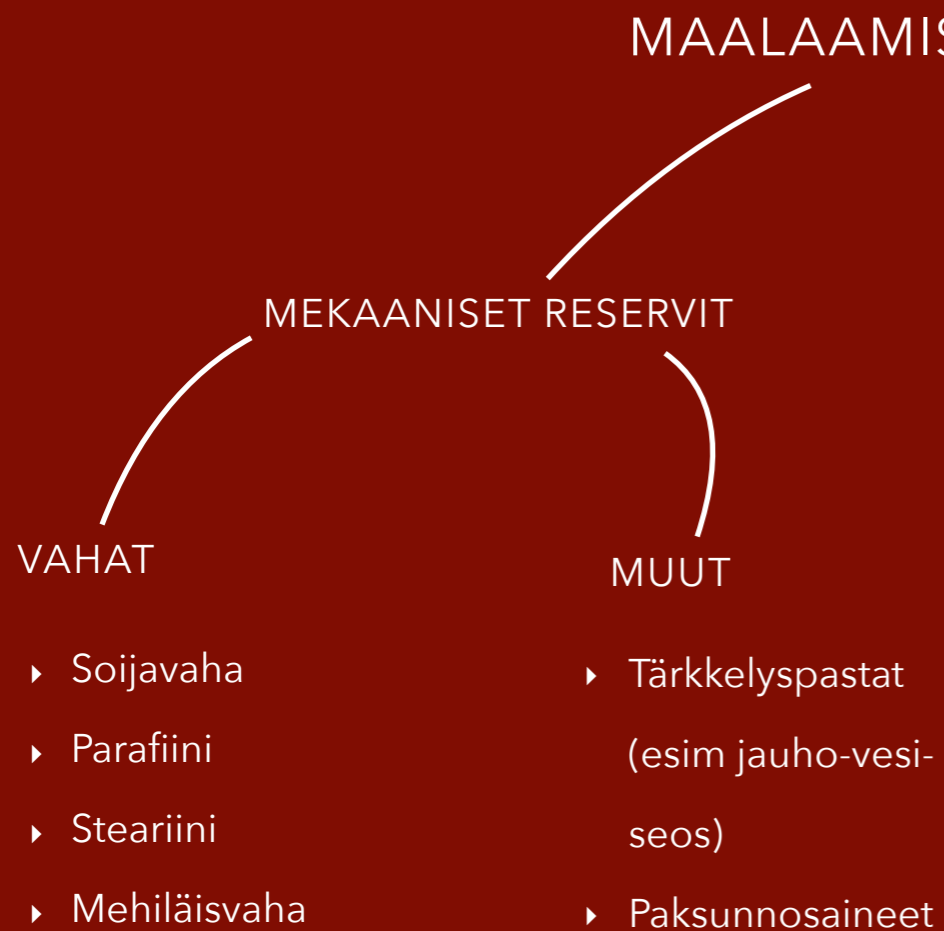 MAALAAMIS
MEKAANISET RESERVIT
VAHAT
▸ Soijavaha
▸ Parafiini
▸ Steariini
▸ Mehiläisvaha
MUUT
▸ Tärkkelyspastat
(esim jauho-vesi-
seos)
▸ Paksunnosaineet